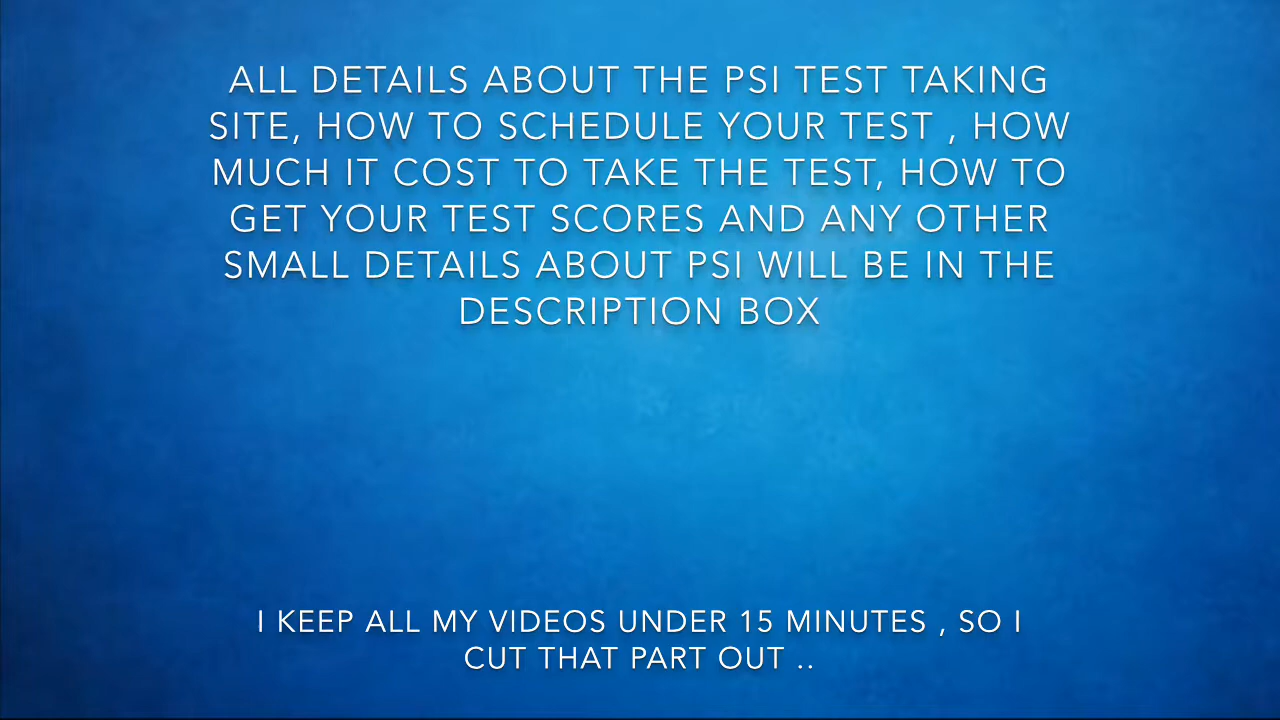 ALL DETAILS ABOUT THE PSI TEST TAKING
SITE, HOW TO SCHEDULE YOUR TEST , HOW
MUCH IT COST TO TAKE THE TEST, HOW TO
GET YOUR TEST SCORES AND ANY OTHER
SMALL DETAILS ABOUT PSI WILL BE IN THE
DESCRIPTION BOX
I KEEP ALL MY VIDEOS UNDER 15 MINUTES , SO I
CUT THAT PART OUT ..